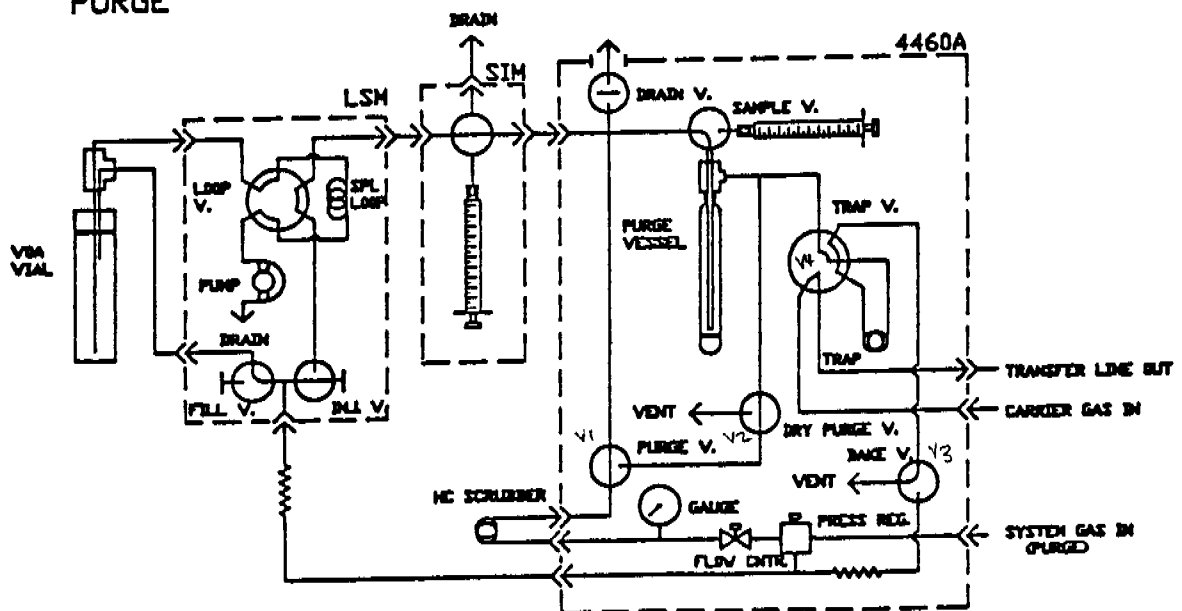 PURGE
DRAIN
4460A
SIM
LSM
DRAIN V.
SAMPLE V.
LOOP
V.
SPL
LOOP
PURGE
VESSEL
TRAP V.
VOA
VIAL
V4
PUMP
DRAIN
TRAP
TRANSFER LINE OUT
FILL V.
INJ V.
VENT
CARRIER GAS IN
V1
V2
DRY PURGE V.
PURGE V.
BAKE V.
V3
VENT
HC SCRUBBER
GAUGE
PRESS REG.
SYSTEM GAS IN
(PURGE)
FLOW CNTR.